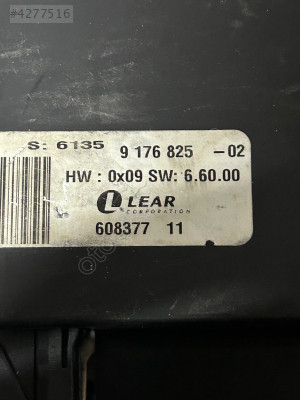 #4277516
S: 6135 9 176 825 -02
HW : 0x09 SW: 6.60.00
LEAR
CORPORATION
608377 11